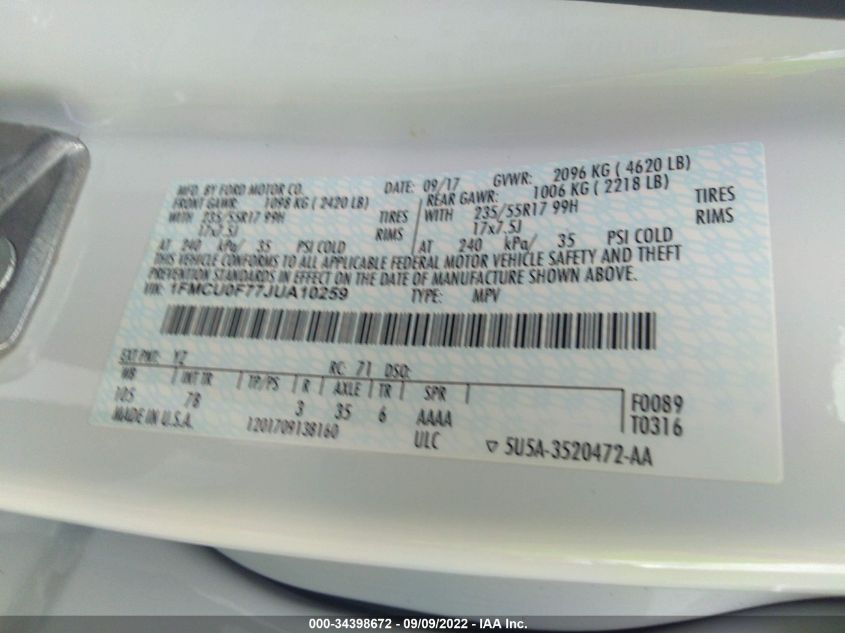 MFD. BY FORD MOTOR CO. DATE: 09/17 GVWR: 2096 KG ( 4620 LB)
FRONT GAWR: 1098 KG ( 2420 LB) REAR GAWR: 1006 KG ( 2218 LB)
WITH 235/55R17 99H TIRES WITH 235/55R17 99H TIRES
17x7.5J RIMS 17x7.5J RIMS
AT 240 kPa/ 35 PSI COLD AT 240 kPa/ 35 PSI COLD
THIS VEHICLE CONFORMS TO ALL APPLICABLE FEDERAL MOTOR VEHICLE SAFETY AND THEFT
PREVENTION STANDARDS IN EFFECT ON THE DATE OF MANUFACTURE SHOWN ABOVE.
VIN: 1FMCU0F77JUA10259 TYPE: MPV
EXT PNT: YZ RC: 71 DSO:
WB INT TR TP/PS R AXLE TR SPR
105 78 3 35 6 AAAA F0089
MADE IN U.S.A. 1201709138160 ULC T0316
5U5A-3520472-AA
000-34398672 - 09/09/2022 - IAA Inc.